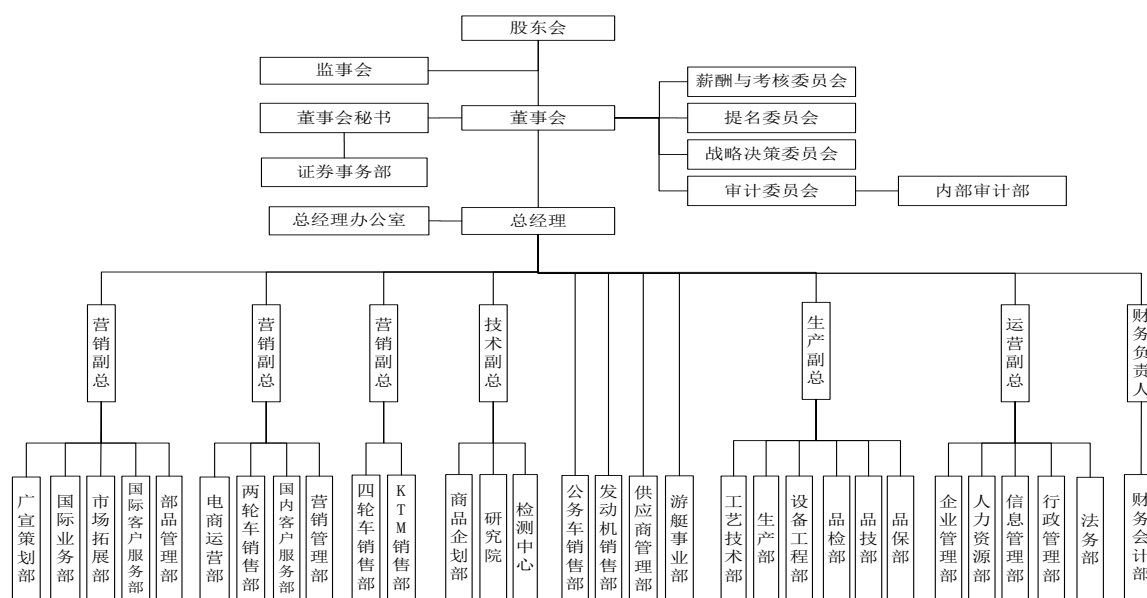 股东会
监事会
薪酬与考核委员会
董事会秘书
董事会
提名委员会
战略决策委员会
证券事务部
审计委员会
内部审计部
总经理办公室
总经理
营销副总
营销副总
营销副总
技术副总
生产副总
运营副总
财务负责人
广宣策划部
国际业务部
市场拓展部
国际客户服务部
部品管理部
电商运营部
两轮车销售部
国内客户服务部
营销管理部
四轮车销售部
KTM销售部
商品企划部
研究院
检测中心
公务车销售部
发动机销售部
供应商管理部
游艇事业部
工艺技术部
生产部
设备工程部
品检部
品技部
品保部
企业管理部
人力资源部
信息管理部
行政管理部
法务部
财务会计部